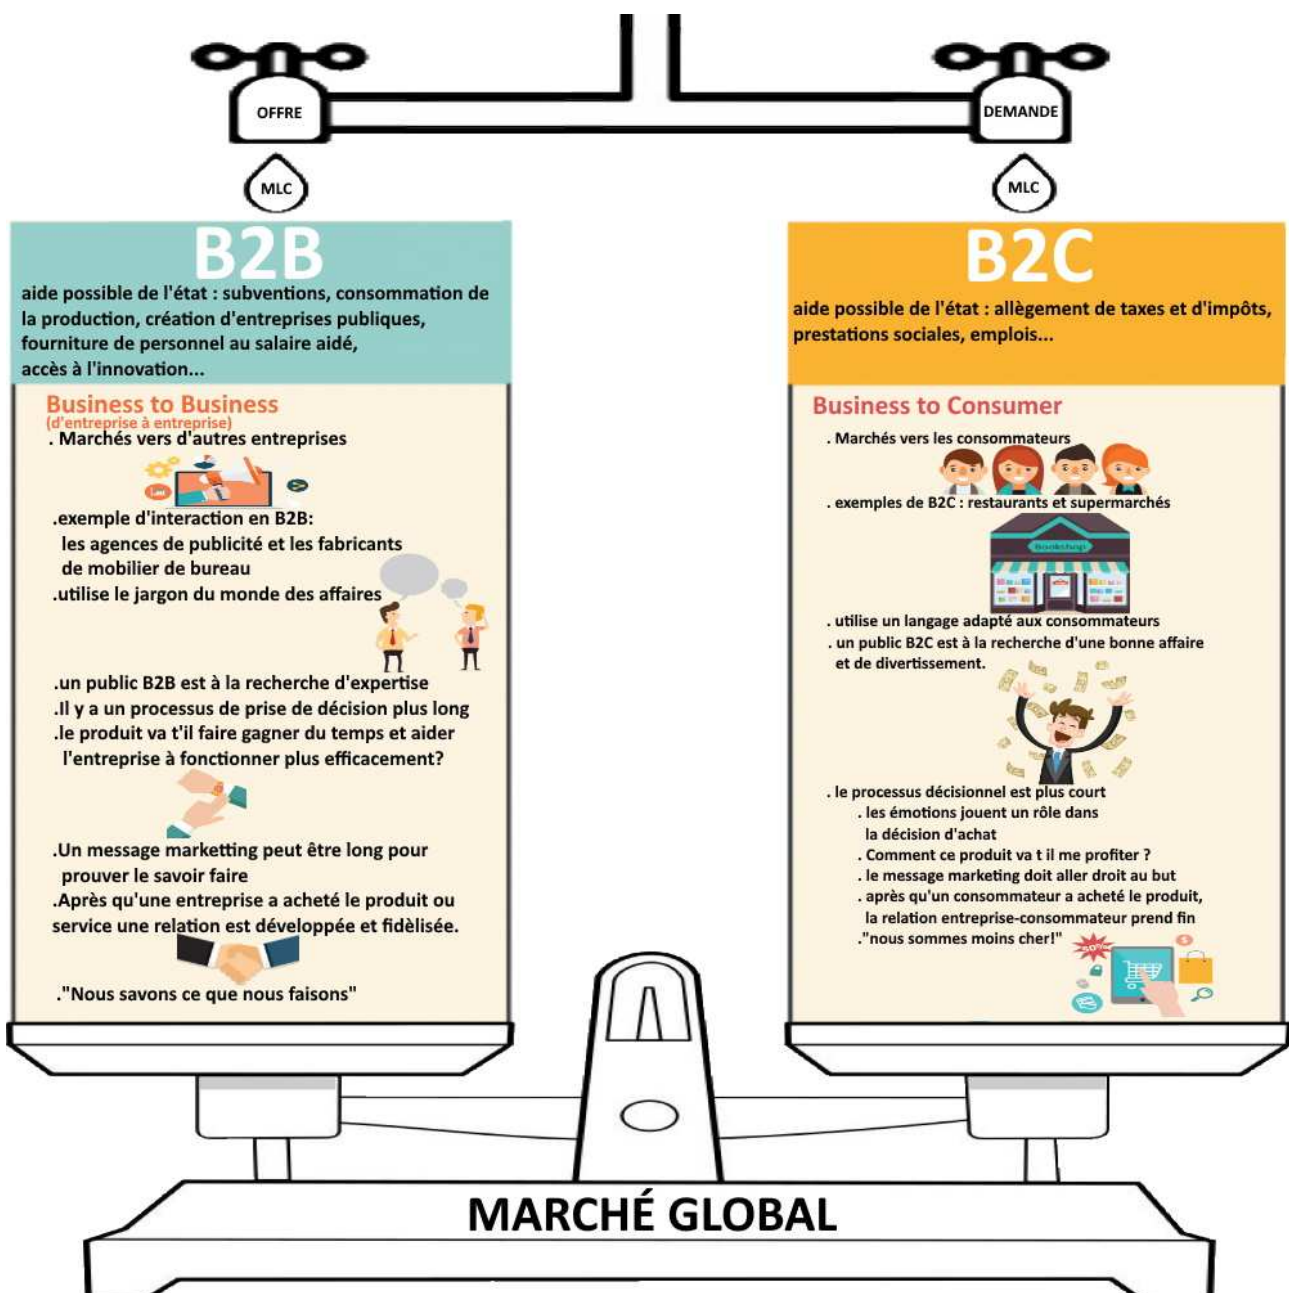 OFFRE
DEMANDE
MLC
MLC
B2B
aide possible de l'état : subventions, consommation de
la production, création d'entreprises publiques,
fourniture de personnel au salaire aidé,
accès à l'innovation...
Business to Business
(d'entreprise à entreprise)
. Marchés vers d'autres entreprises
.exemple d'interaction en B2B:
les agences de publicité et les fabricants
de mobilier de bureau
.utilise le jargon du monde des affaires
.un public B2B est à la recherche d'expertise
.Il y a un processus de prise de décision plus long
.le produit va t'il faire gagner du temps et aider
l'entreprise à fonctionner plus efficacement?
.Un message marketting peut être long pour
prouver le savoir faire
.Après qu'une entreprise a acheté le produit ou
service une relation est développée et fidèlisée.
."Nous savons ce que nous faisons"
B2C
aide possible de l'état : allègement de taxes et d'impôts,
prestations sociales, emplois...
Business to Consumer
. Marchés vers les consommateurs
. exemples de B2C : restaurants et supermarchés
Bookshop
. utilise un langage adapté aux consommateurs
. un public B2C est à la recherche d'une bonne affaire
et de divertissement.
. le processus décisionnel est plus court
. les émotions jouent un rôle dans
la décision d'achat
. Comment ce produit va t il me profiter ?
. le message marketing doit aller droit au but
. après qu'un consommateur a acheté le produit,
la relation entreprise-consommateur prend fin
."nous sommes moins cher!"
50%
MARCHÉ GLOBAL